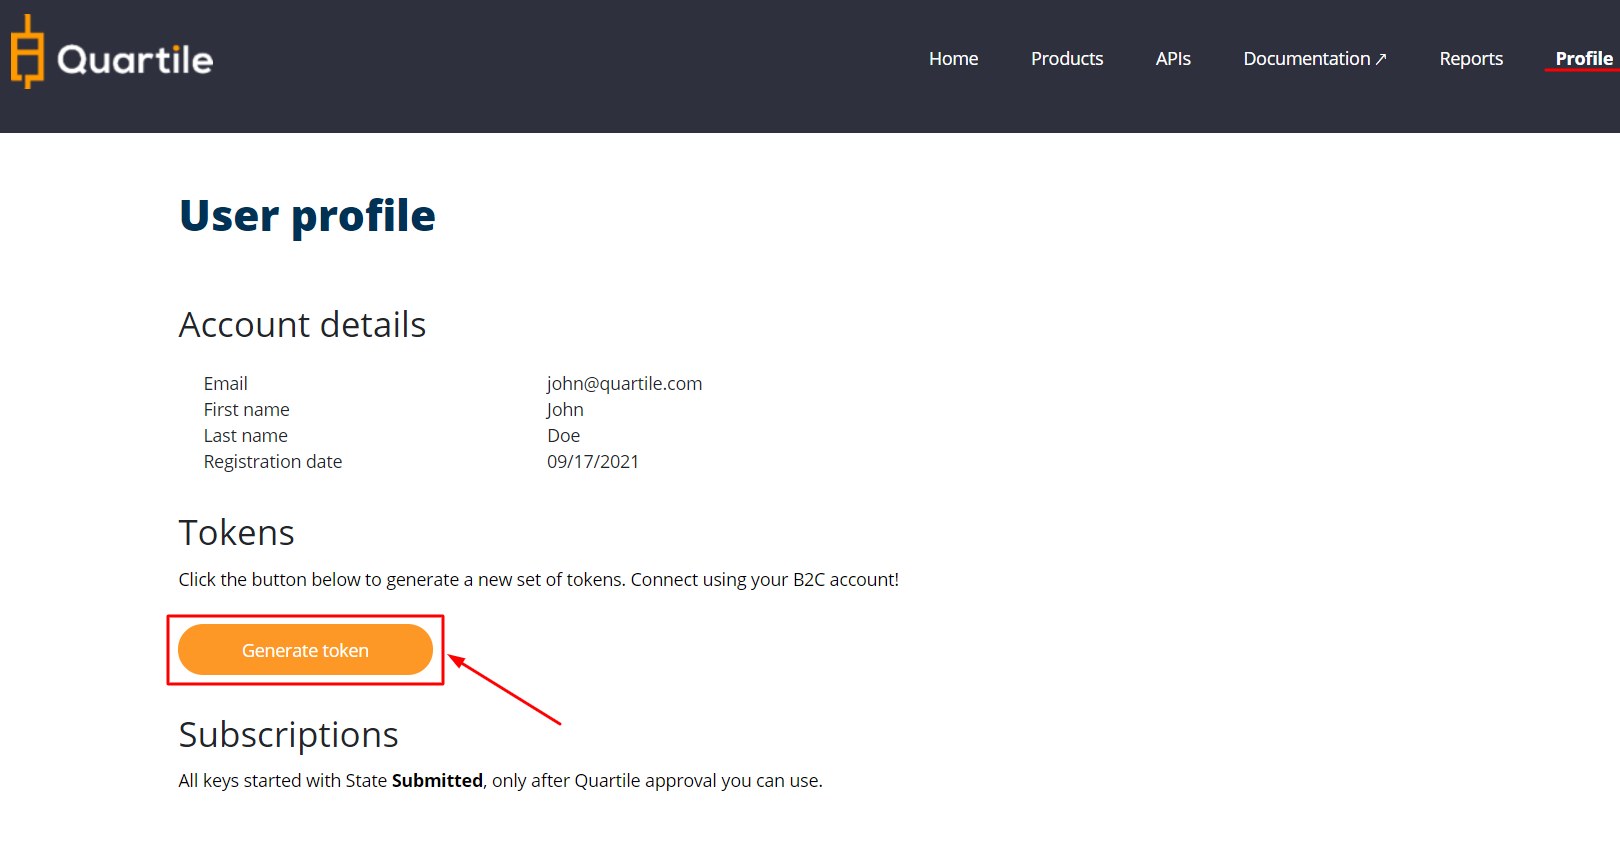 Quartile
Home Products APIs Documentation ↗ Reports Profile
User profile
Account details
Email john@quartile.com
First name John
Last name Doe
Registration date 09/17/2021
Tokens
Click the button below to generate a new set of tokens. Connect using your B2C account!
Generate token
Subscriptions
All keys started with State Submitted, only after Quartile approval you can use.